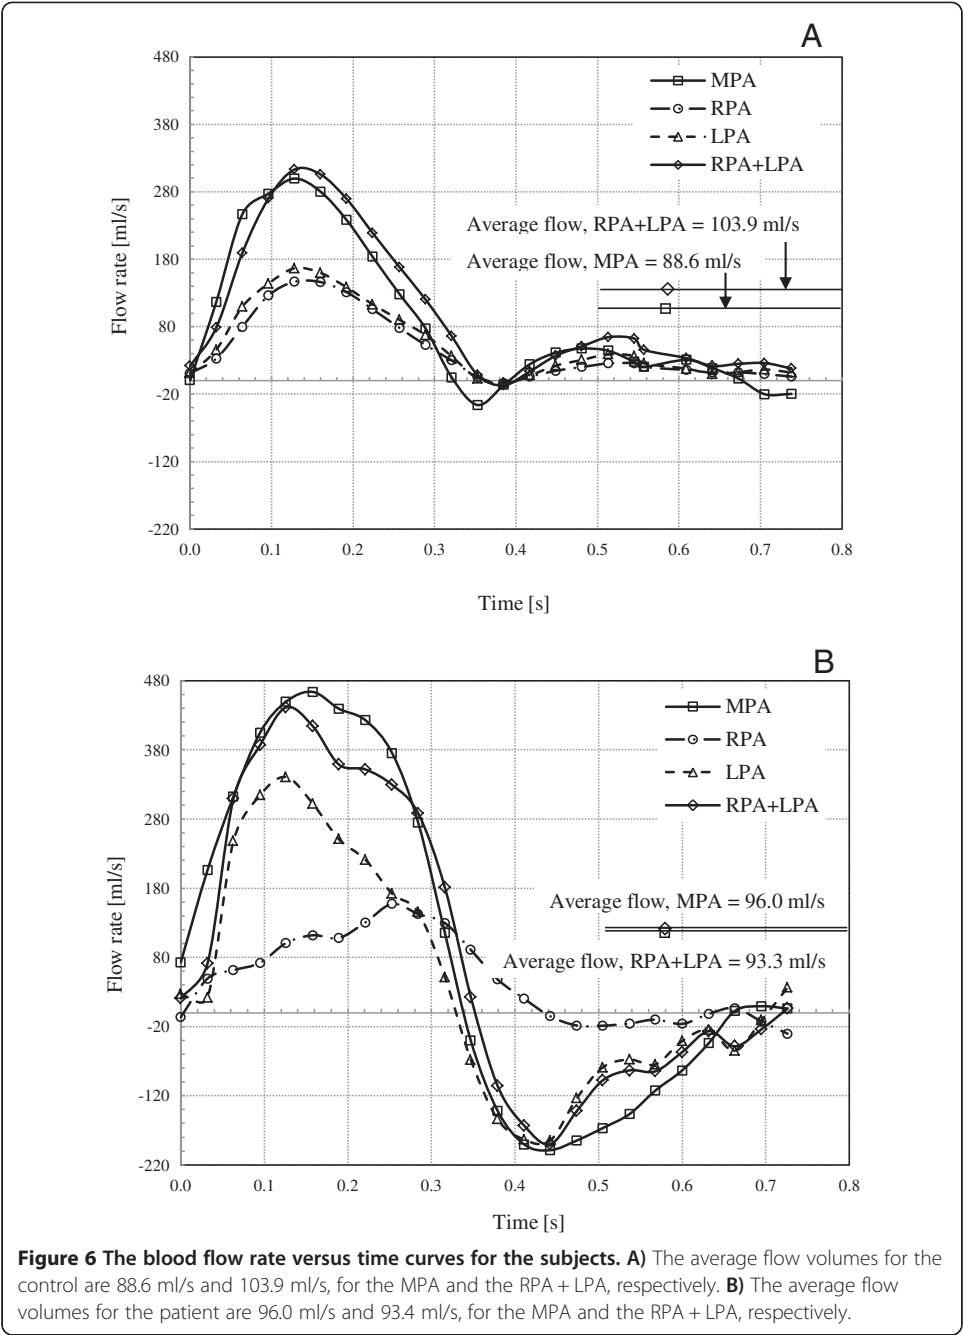 A
480
380
280
180
80
-20
-120
-220
Flow rate [ml/s]
MPA
RPA
LPA
RPA+LPA
Average flow, RPA+LPA = 103.9 ml/s
Average flow, MPA = 88.6 ml/s
0.0 0.1 0.2 0.3 0.4 0.5 0.6 0.7 0.8
Time [s]
B
480
380
280
180
80
-20
-120
-220
Flow rate [ml/s]
MPA
RPA
LPA
RPA+LPA
Average flow, MPA = 96.0 ml/s
Average flow, RPA+LPA = 93.3 ml/s
0.0 0.1 0.2 0.3 0.4 0.5 0.6 0.7 0.8
Time [s]
Figure 6 The blood flow rate versus time curves for the subjects. A) The average flow volumes for the
control are 88.6 ml/s and 103.9 ml/s, for the MPA and the RPA + LPA, respectively. B) The average flow
volumes for the patient are 96.0 ml/s and 93.4 ml/s, for the MPA and the RPA + LPA, respectively.